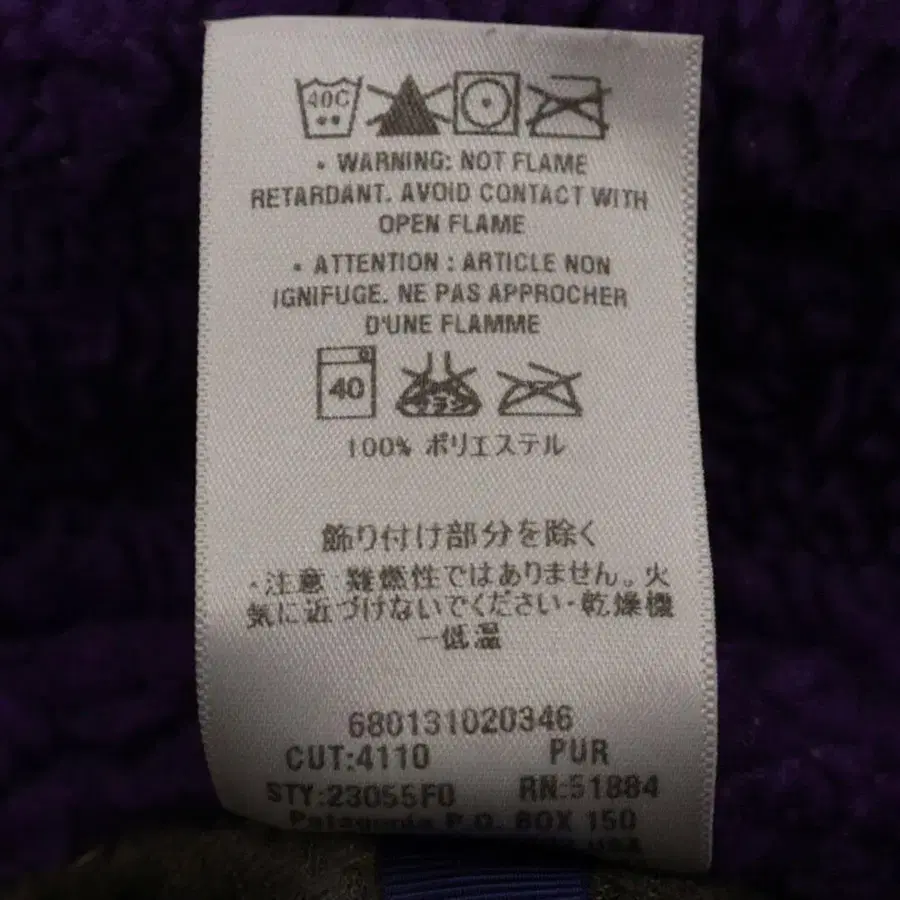 40C
• WARNING: NOT FLAME
RETARDANT. AVOID CONTACT WITH
OPEN FLAME
• ATTENTION : ARTICLE NON
IGNIFUGE. NE PAS APPROCHER
D'UNE FLAMME
40
100% ポリエステル
飾り付け部分を除く
・注意 難燃性ではありません。火
気に近づけないでください・乾燥機
ー低温
680131020346
CUT:4110 PUR
STY:23055F0 RN:51884
Patagonia P.O. BOX 150
USA